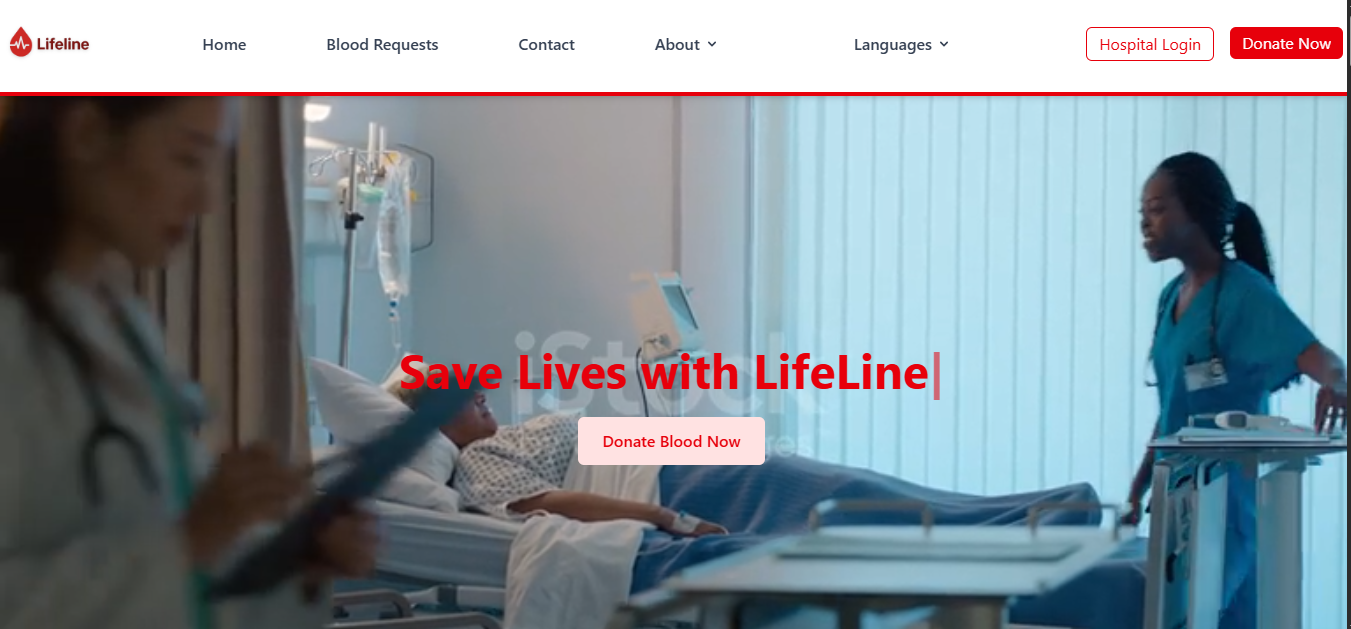 Lifeline
Home
Blood Requests
Contact
About
Languages
Hospital Login
Donate Now
iStock
Save Lives with LifeLine|
Donate Blood Now